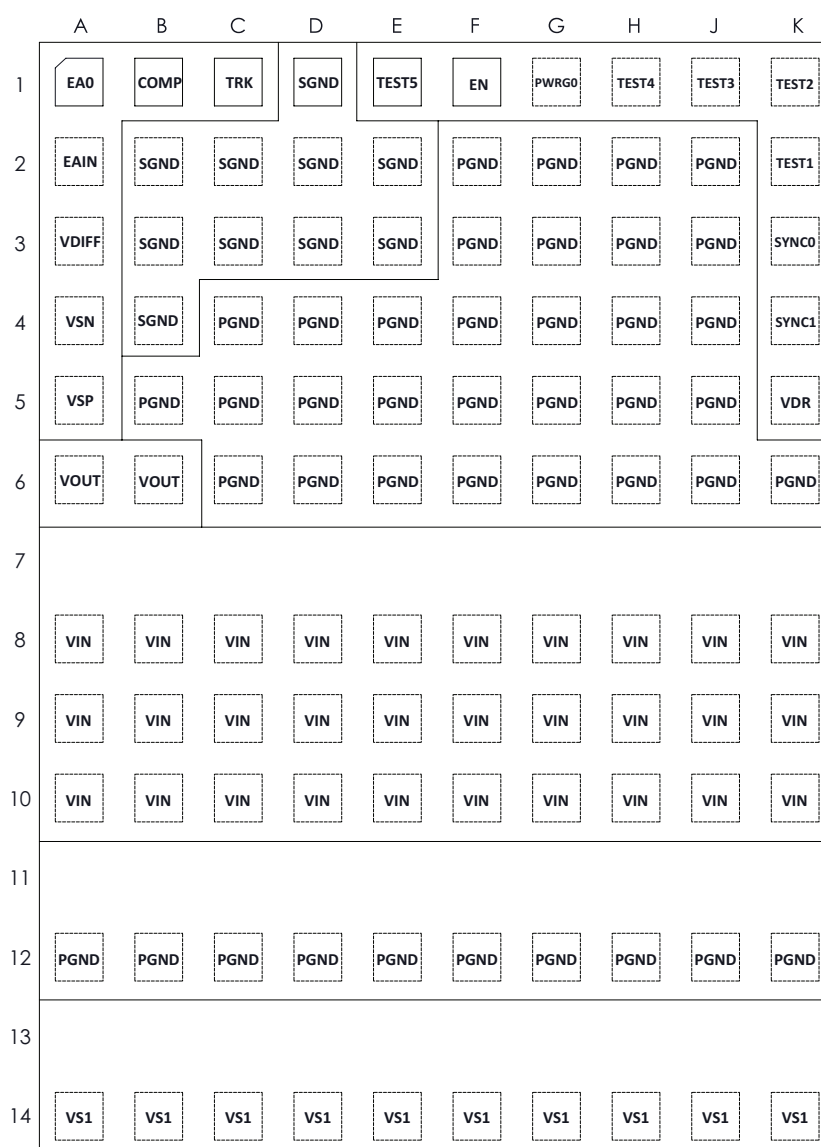 A B C D E F G H J K
1 EA0 COMP TRK SGND TEST5 EN PWRG0 TEST4 TEST3 TEST2
2 EAIN SGND SGND SGND SGND PGND PGND PGND PGND TEST1
3 VDIFF SGND SGND SGND SGND PGND PGND PGND PGND SYNC0
4 VSN SGND PGND PGND PGND PGND PGND PGND PGND SYNC1
5 VSP PGND PGND PGND PGND PGND PGND PGND PGND VDR
6 VOUT VOUT PGND PGND PGND PGND PGND PGND PGND PGND
7
8 VIN VIN VIN VIN VIN VIN VIN VIN VIN VIN
9 VIN VIN VIN VIN VIN VIN VIN VIN VIN VIN
10 VIN VIN VIN VIN VIN VIN VIN VIN VIN VIN
11
12 PGND PGND PGND PGND PGND PGND PGND PGND PGND PGND
13
14 VS1 VS1 VS1 VS1 VS1 VS1 VS1 VS1 VS1 VS1